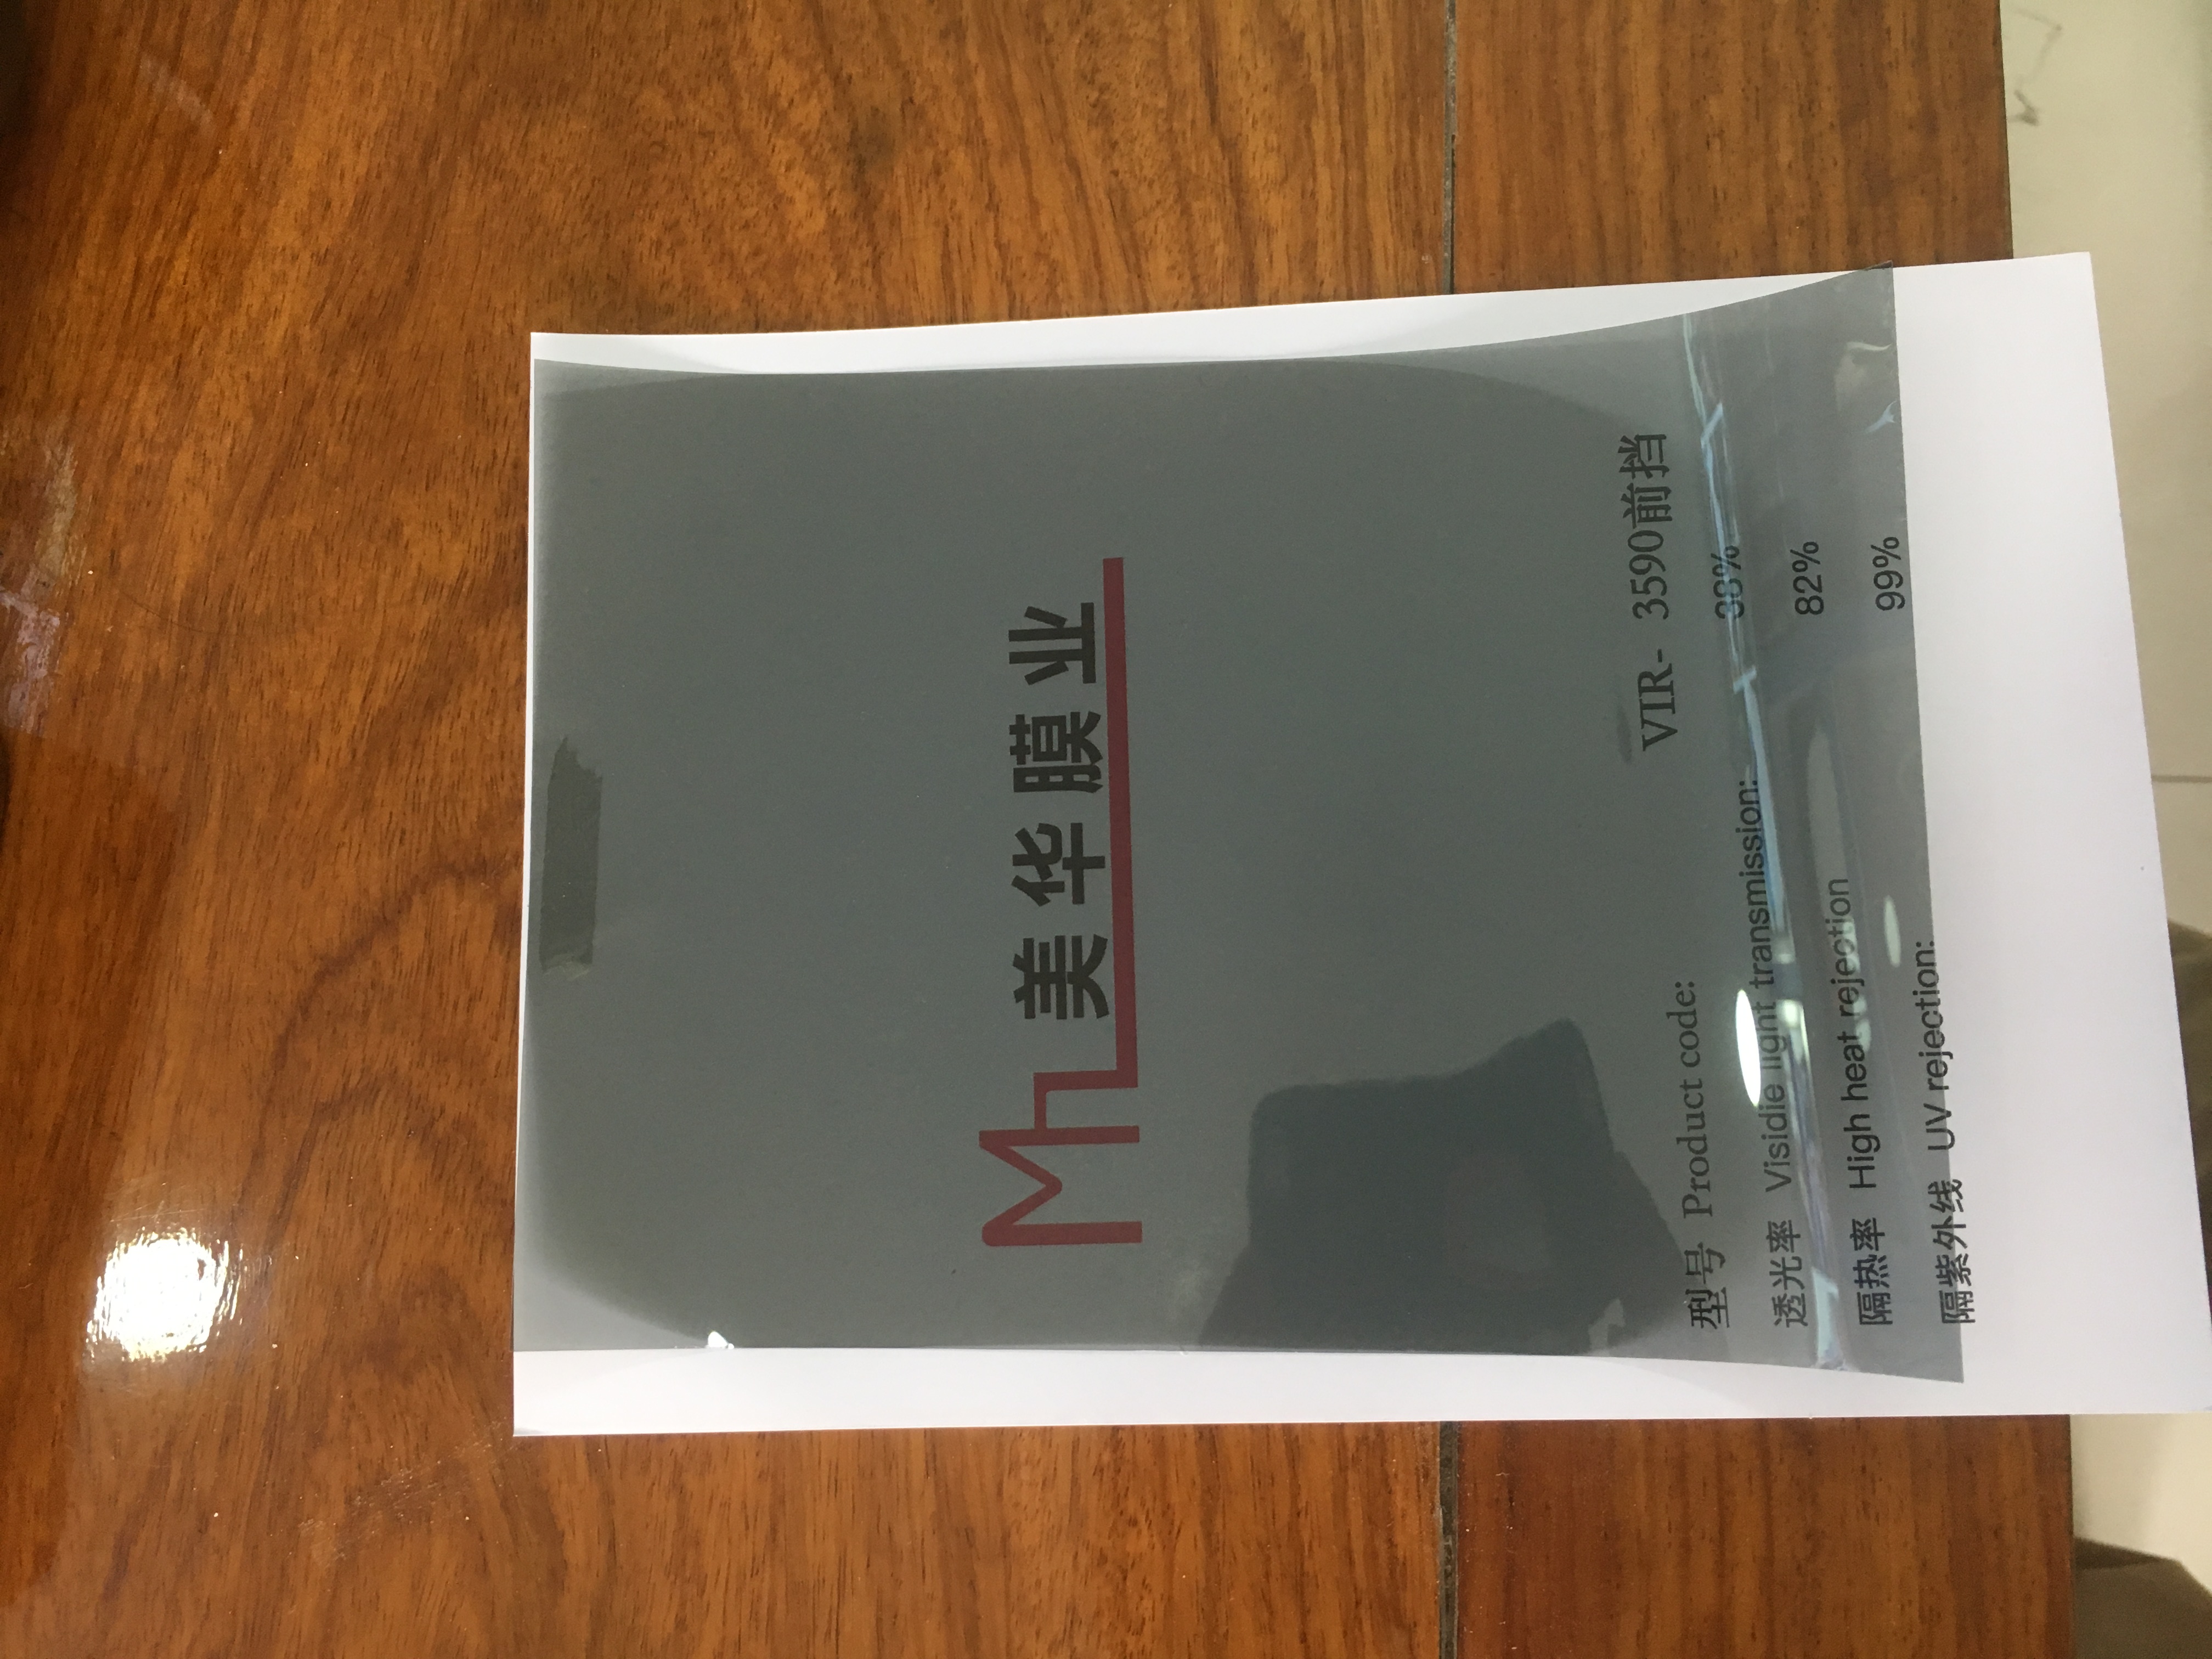 Mh 美华膜业
型号 Product code: VIR- 3590前挡
透光率 Visidie light transmission:
隔热率 High heat rejection 82%
隔紫外线 UV rejection: 99%